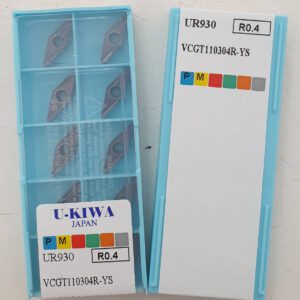 U-KIWA
JAPAN
P M
UR930 R0.4
VCGT110304R-YS
UR930 R0.4
VCGT110304R-YS
P M